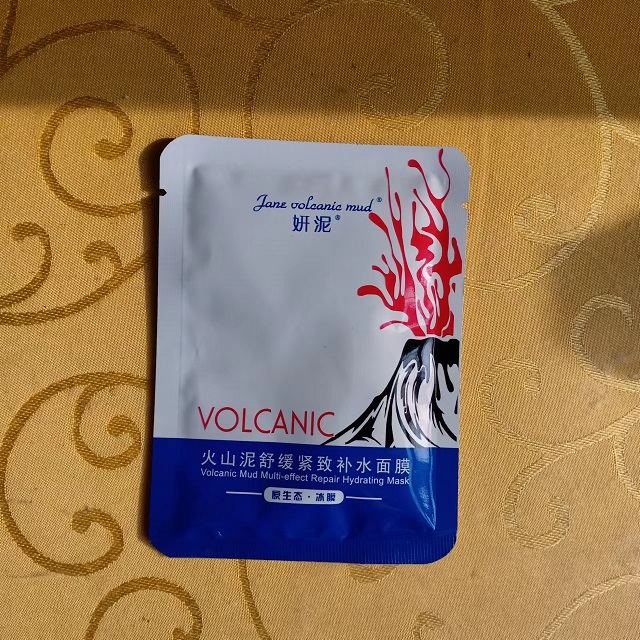 Jane volcanic mud®
妍泥®
VOLCANIC
火山泥舒缓紧致补水面膜
Volcanic Mud Multi-effect Repair Hydrating Mask
原生态·冰膜